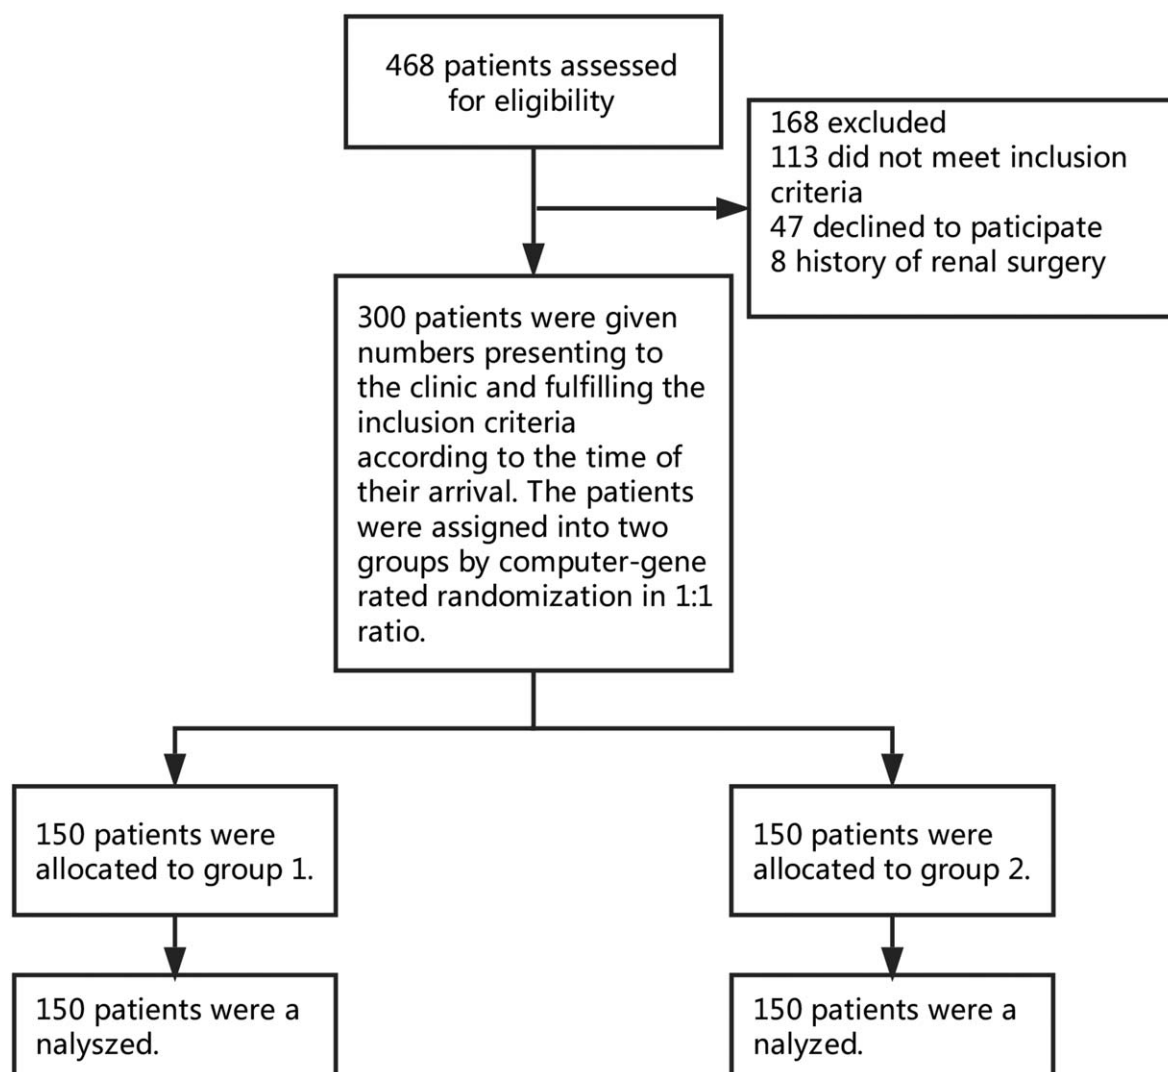 468 patients assessed
for eligibility
168 excluded
113 did not meet inclusion
criteria
47 declined to paticipate
8 history of renal surgery
300 patients were given
numbers presenting to
the clinic and fulfilling the
inclusion criteria
according to the time of
their arrival. The patients
were assigned into two
groups by computer-gene
rated randomization in 1:1
ratio.
150 patients were
allocated to group 1.
150 patients were
allocated to group 2.
150 patients were a
nalyszed.
150 patients were a
nalyzed.